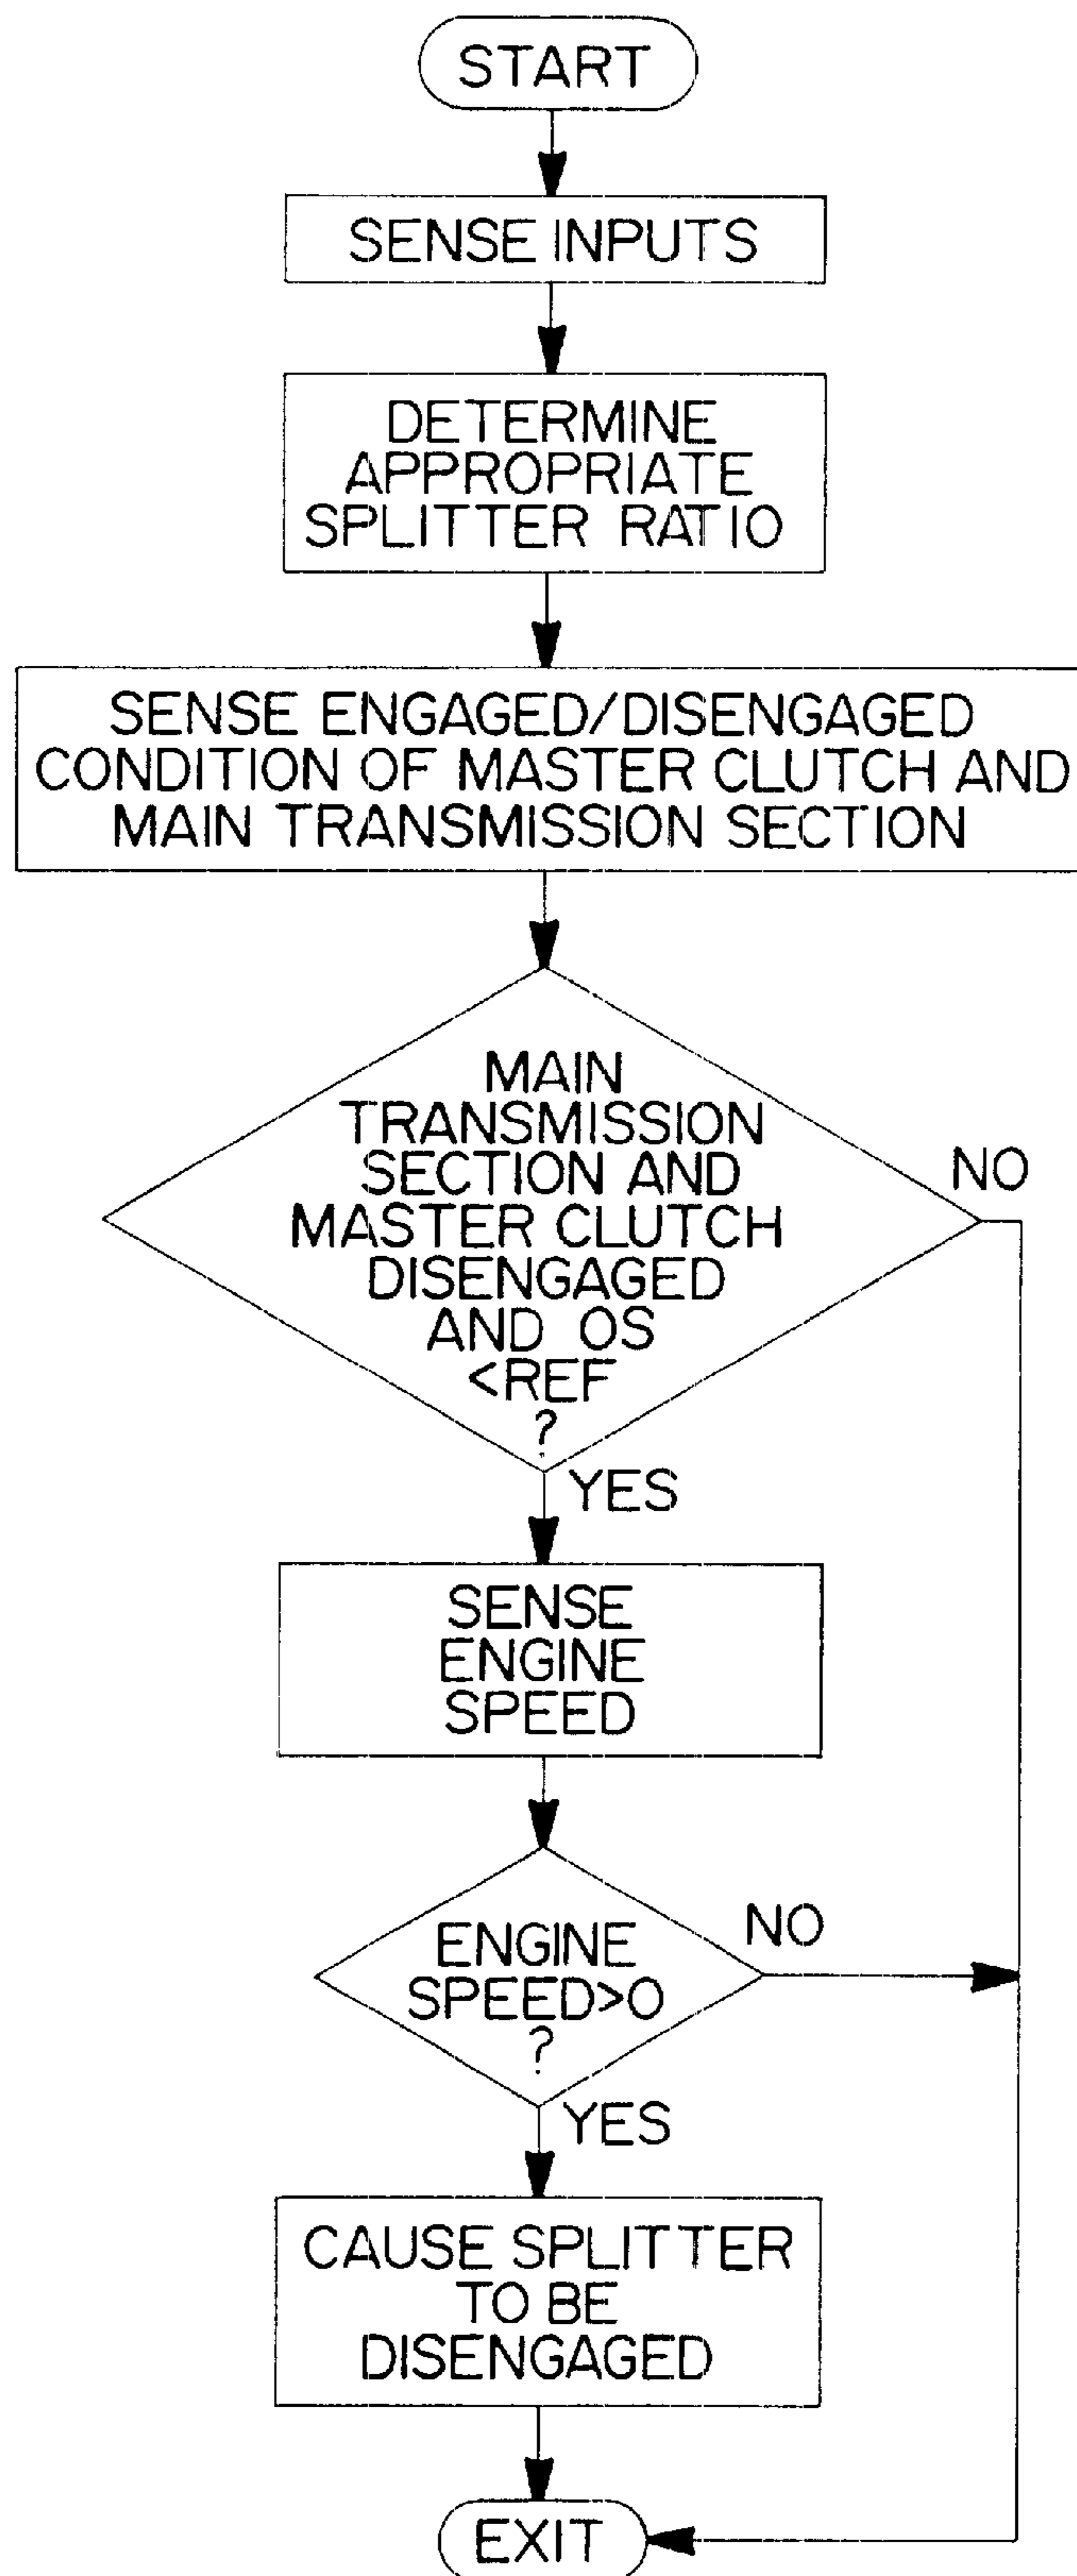 START
SENSE INPUTS
DETERMINE
APPROPRIATE
SPLITTER RATIO
SENSE ENGAGED/DISENGAGED
CONDITION OF MASTER CLUTCH AND
MAIN TRANSMISSION SECTION
MAIN
TRANSMISSION
SECTION AND
MASTER CLUTCH
DISENGAGED
AND OS
<REF
?
NO
YES
SENSE
ENGINE
SPEED
ENGINE
SPEED>0
?
NO
YES
CAUSE SPLITTER
TO BE
DISENGAGED
EXIT